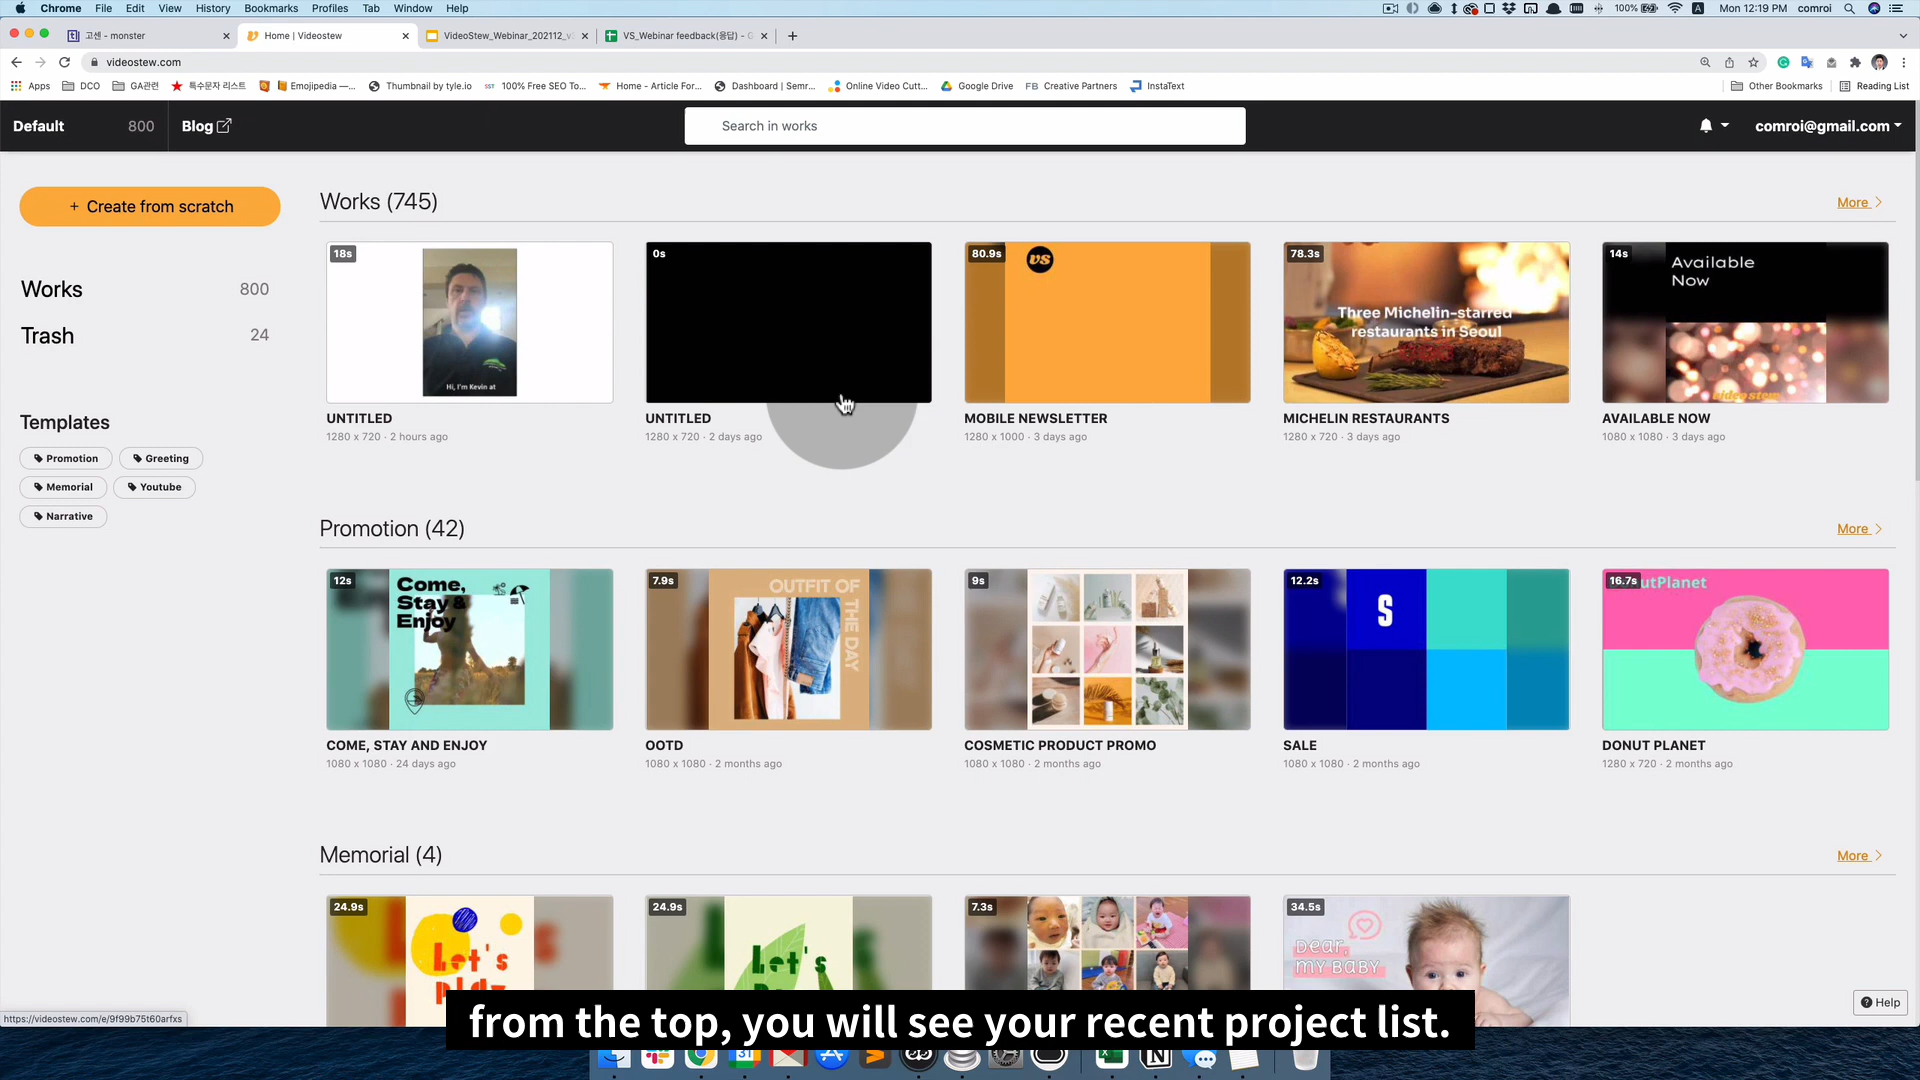 Chrome File Edit View History Bookmarks Profiles Tab Window Help
100% Mon 12:19 PM comroi
고센 - monster
Home | Videostew
VideoStew_Webinar_202112_v
VS_Webinar feedback(응답) - G
videostew.com
Apps DCO GA관련 특수문자 리스트 Emojipedia —... Thumbnail by tyle.io 100% Free SEO To... Home - Article For... Dashboard | Semr... Online Video Cutt... Google Drive FB Creative Partners InstaText Other Bookmarks Reading List
Default 800 Blog
Search in works
comroi@gmail.com
+ Create from scratch
Works 800
Trash 24
Templates
Promotion Greeting
Memorial Youtube
Narrative
Works (745) More
18s
Hi, I'm Kevin at
UNTITLED
1280 x 720 · 2 hours ago
0s
UNTITLED
1280 x 720 · 2 days ago
80.9s
VS
MOBILE NEWSLETTER
1280 x 1000 · 3 days ago
78.3s
Three Michelin-starred
restaurants in Seoul
MICHELIN RESTAURANTS
1280 x 720 · 3 days ago
14s
Available
Now
video stew
AVAILABLE NOW
1080 x 1080 · 3 days ago
Promotion (42) More
12s
Come,
Stay &
Enjoy
COME, STAY AND ENJOY
1080 x 1080 · 24 days ago
7.9s
OUTFIT OF
THE DAY
OOTD
1080 x 1080 · 2 months ago
9s
COSMETIC PRODUCT PROMO
1080 x 1080 · 2 months ago
12.2s
S
SALE
1080 x 1080 · 2 months ago
16.7s
utPlanet
DONUT PLANET
1280 x 720 · 2 months ago
Memorial (4) More
24.9s
Let's
play
24.9s
Let's
7.3s
34.5s
Dear,
MY BABY
Help
https://videostew.com/e/9f99b75t60arfxs
from the top, you will see your recent project list.